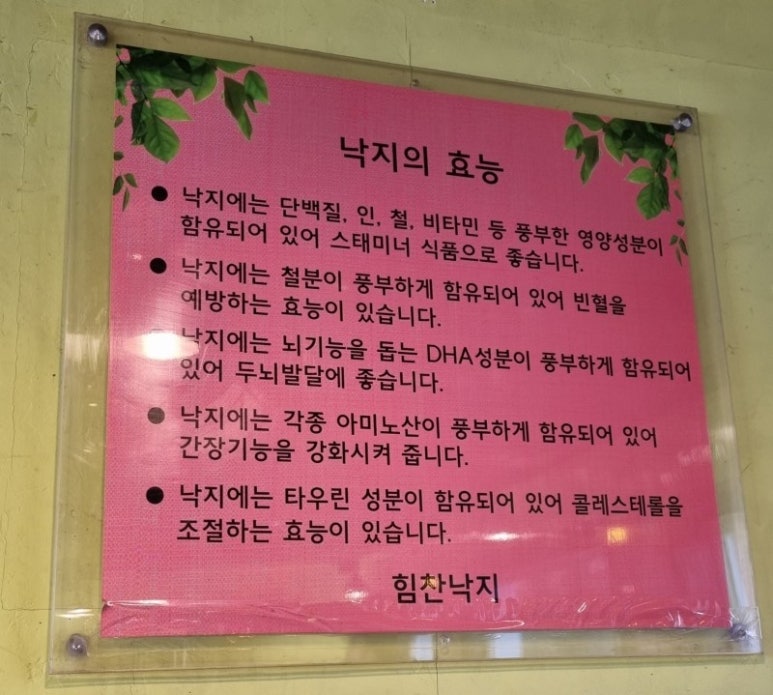 낙지의 효능
● 낙지에는 단백질, 인, 철, 비타민 등 풍부한 영양성분이
함유되어 있어 스태미너 식품으로 좋습니다.
● 낙지에는 철분이 풍부하게 함유되어 있어 빈혈을
예방하는 효능이 있습니다.
낙지에는 뇌기능을 돕는 DHA성분이 풍부하게 함유되어
있어 두뇌발달에 좋습니다.
● 낙지에는 각종 아미노산이 풍부하게 함유되어 있어
간장기능을 강화시켜 줍니다.
● 낙지에는 타우린 성분이 함유되어 있어 콜레스테롤을
조절하는 효능이 있습니다.
힘찬낙지